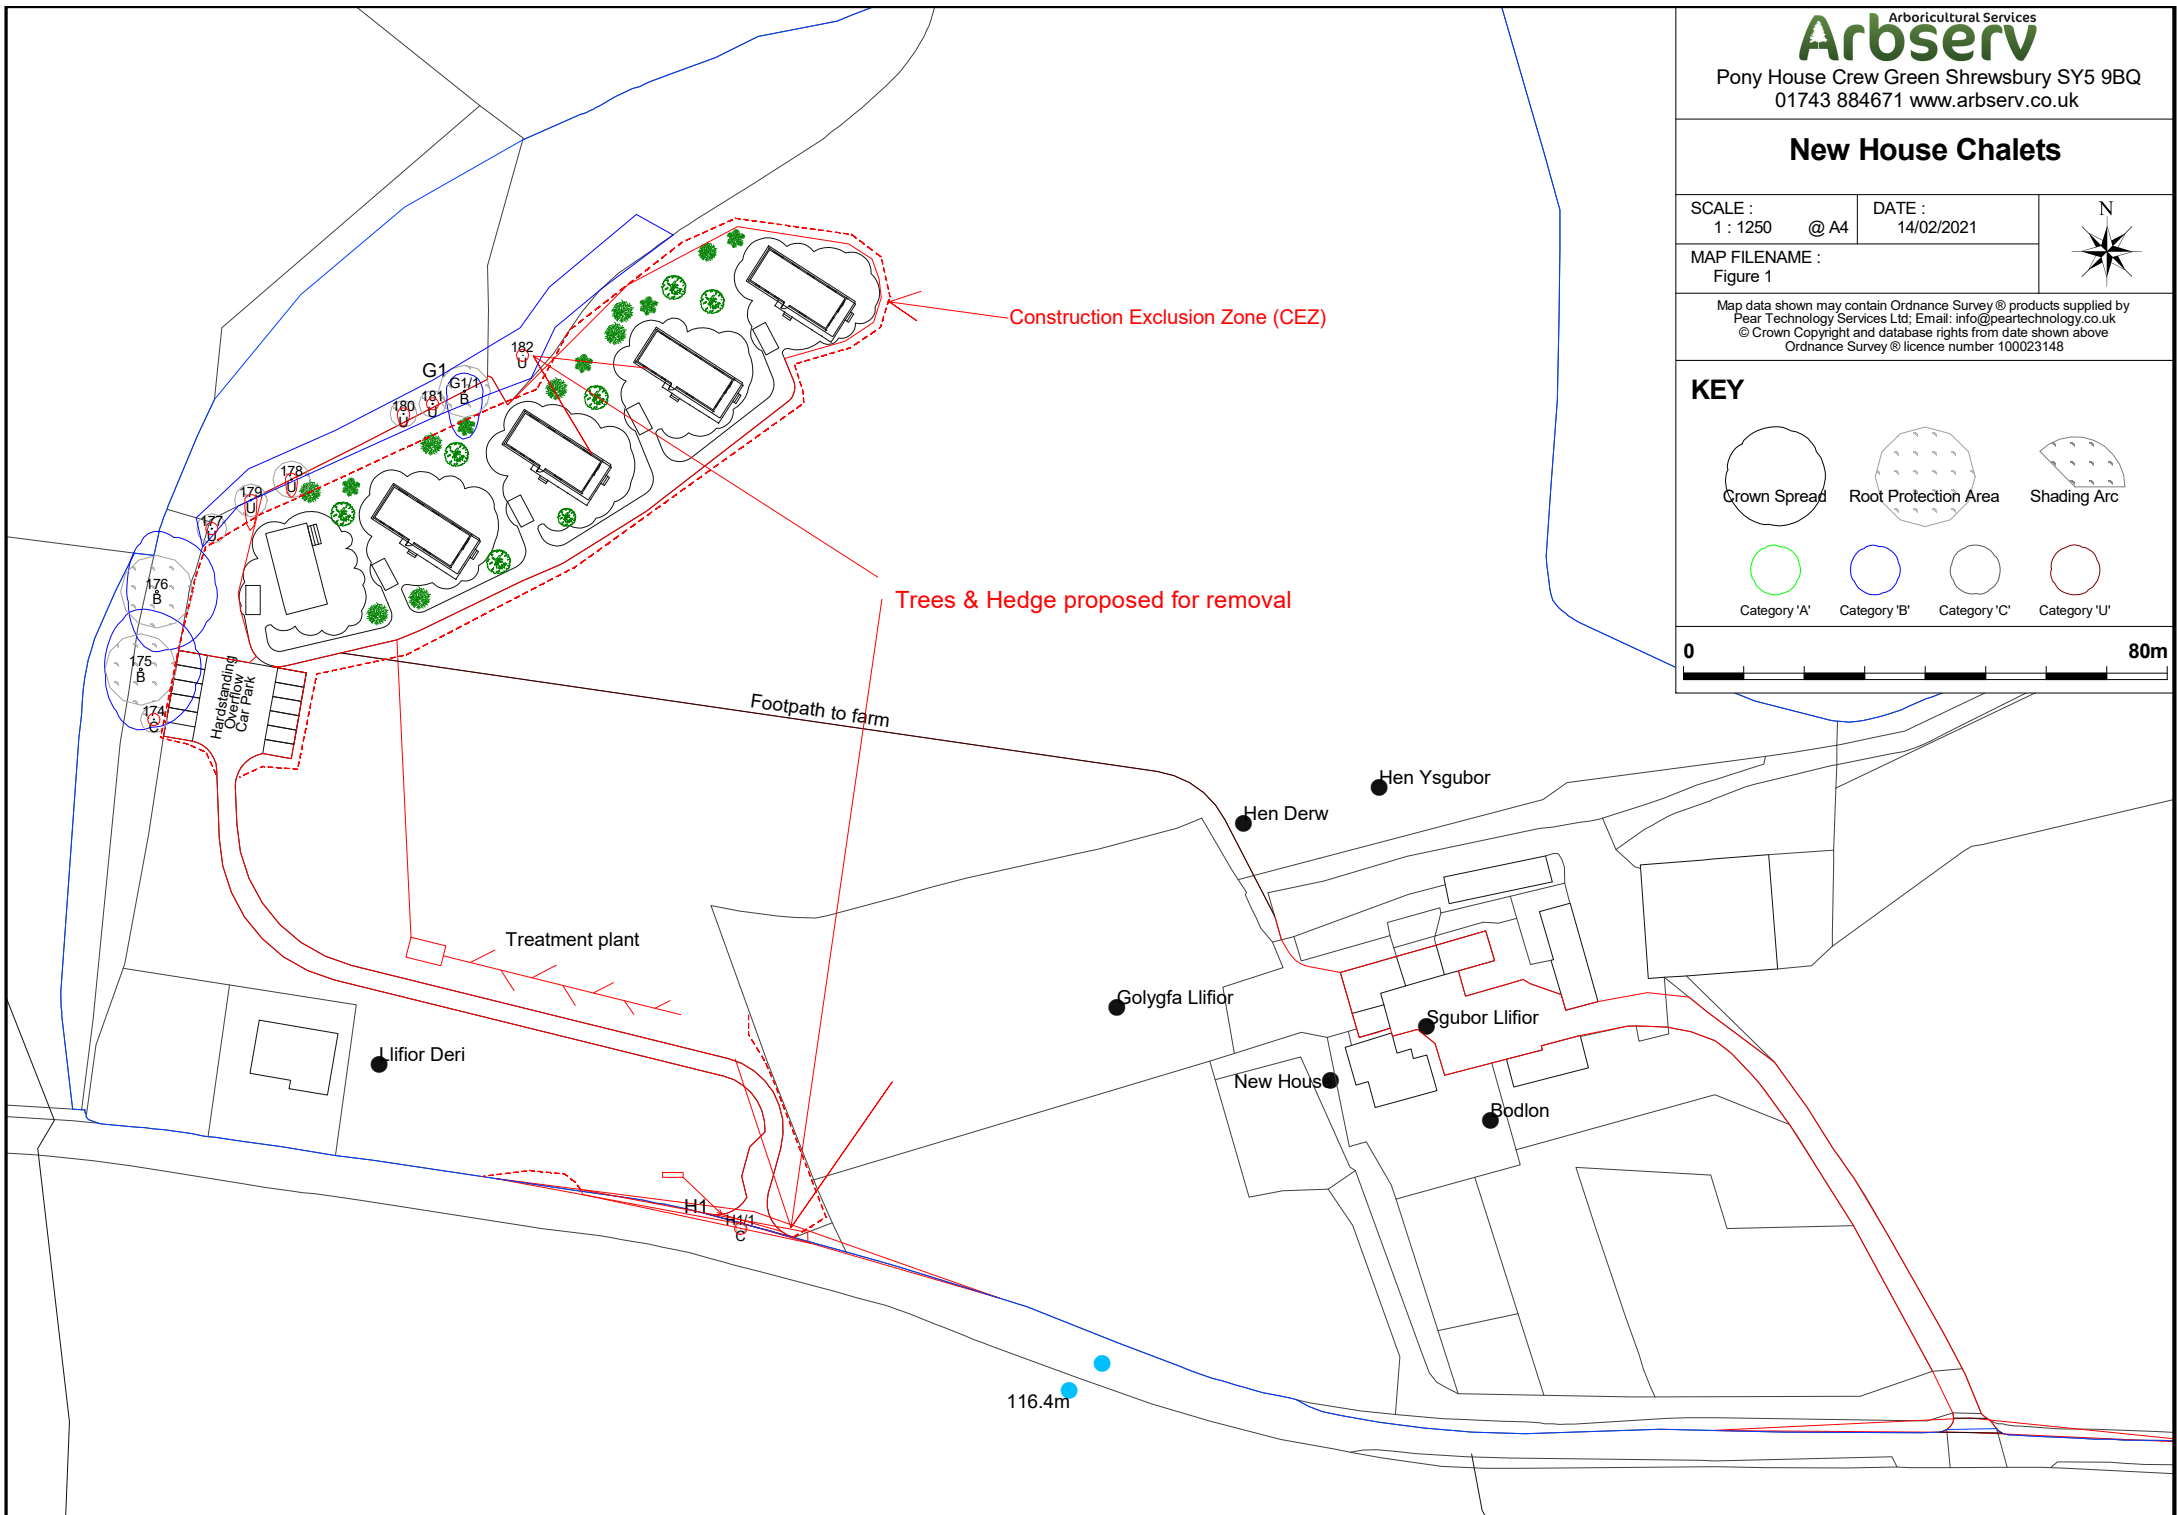 Arboricultural Services
Arbserv
Pony House Crew Green Shrewsbury SY5 9BQ
01743 884671 www.arbserv.co.uk
New House Chalets
SCALE :
1 : 1250 @ A4
DATE :
14/02/2021
N
MAP FILENAME :
Figure 1
Map data shown may contain Ordnance Survey ® products supplied by
Pear Technology Services Ltd; Email: info@peartechnology.co.uk
© Crown Copyright and database rights from date shown above
Ordnance Survey ® licence number 100023148
KEY
Crown Spread
Root Protection Area
Shading Arc
Category 'A'
Category 'B'
Category 'C'
Category 'U'
0
80m
Construction Exclusion Zone (CEZ)
182
U
G1
G1/1
B
181
U
180
U
178
U
179
U
177
U
176
B
175
B
174
C
Hardstanding
Overflow
Car Park
Trees & Hedge proposed for removal
Footpath to farm
Hen Ysgubor
Hen Derw
Treatment plant
Golygfa Llifior
Sgubor Llifior
Llifior Deri
New House
Bodlon
H1
H1/1
C
116.4m